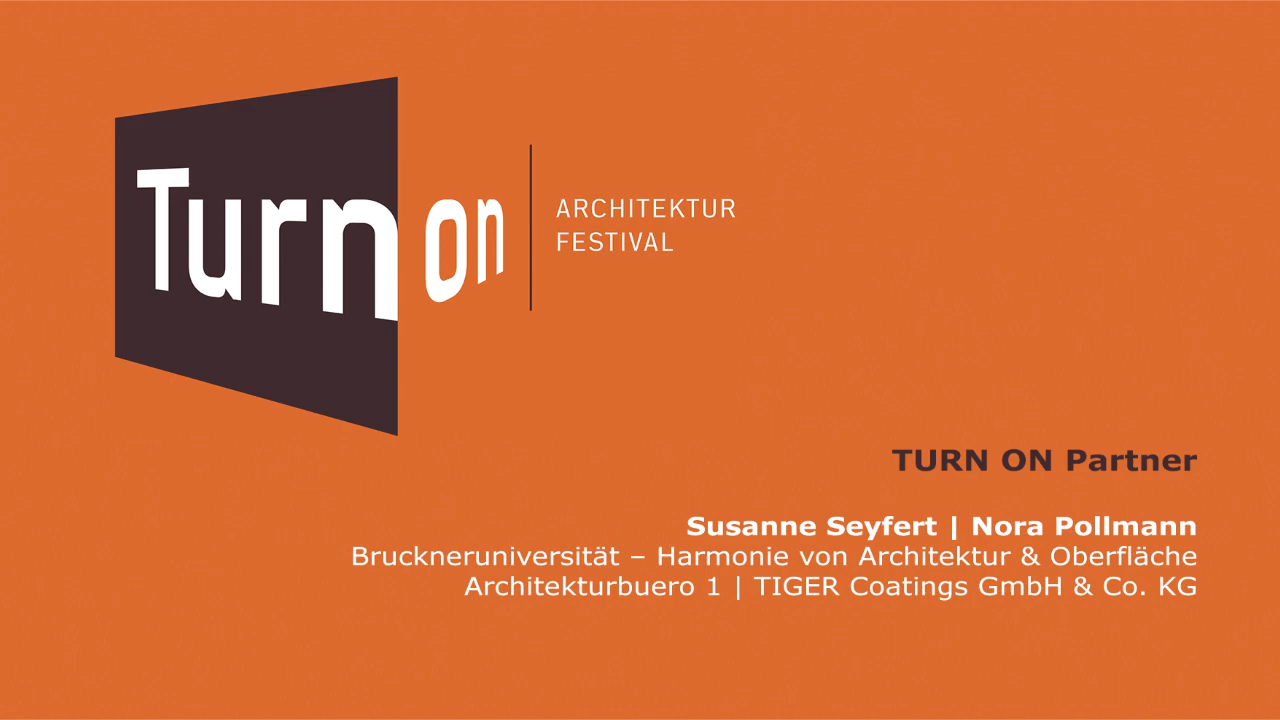 Turn on
ARCHITEKTUR
FESTIVAL
TURN ON Partner
Susanne Seyfert | Nora Pollmann
Bruckneruniversität – Harmonie von Architektur & Oberfläche
Architekturbuero 1 | TIGER Coatings GmbH & Co. KG